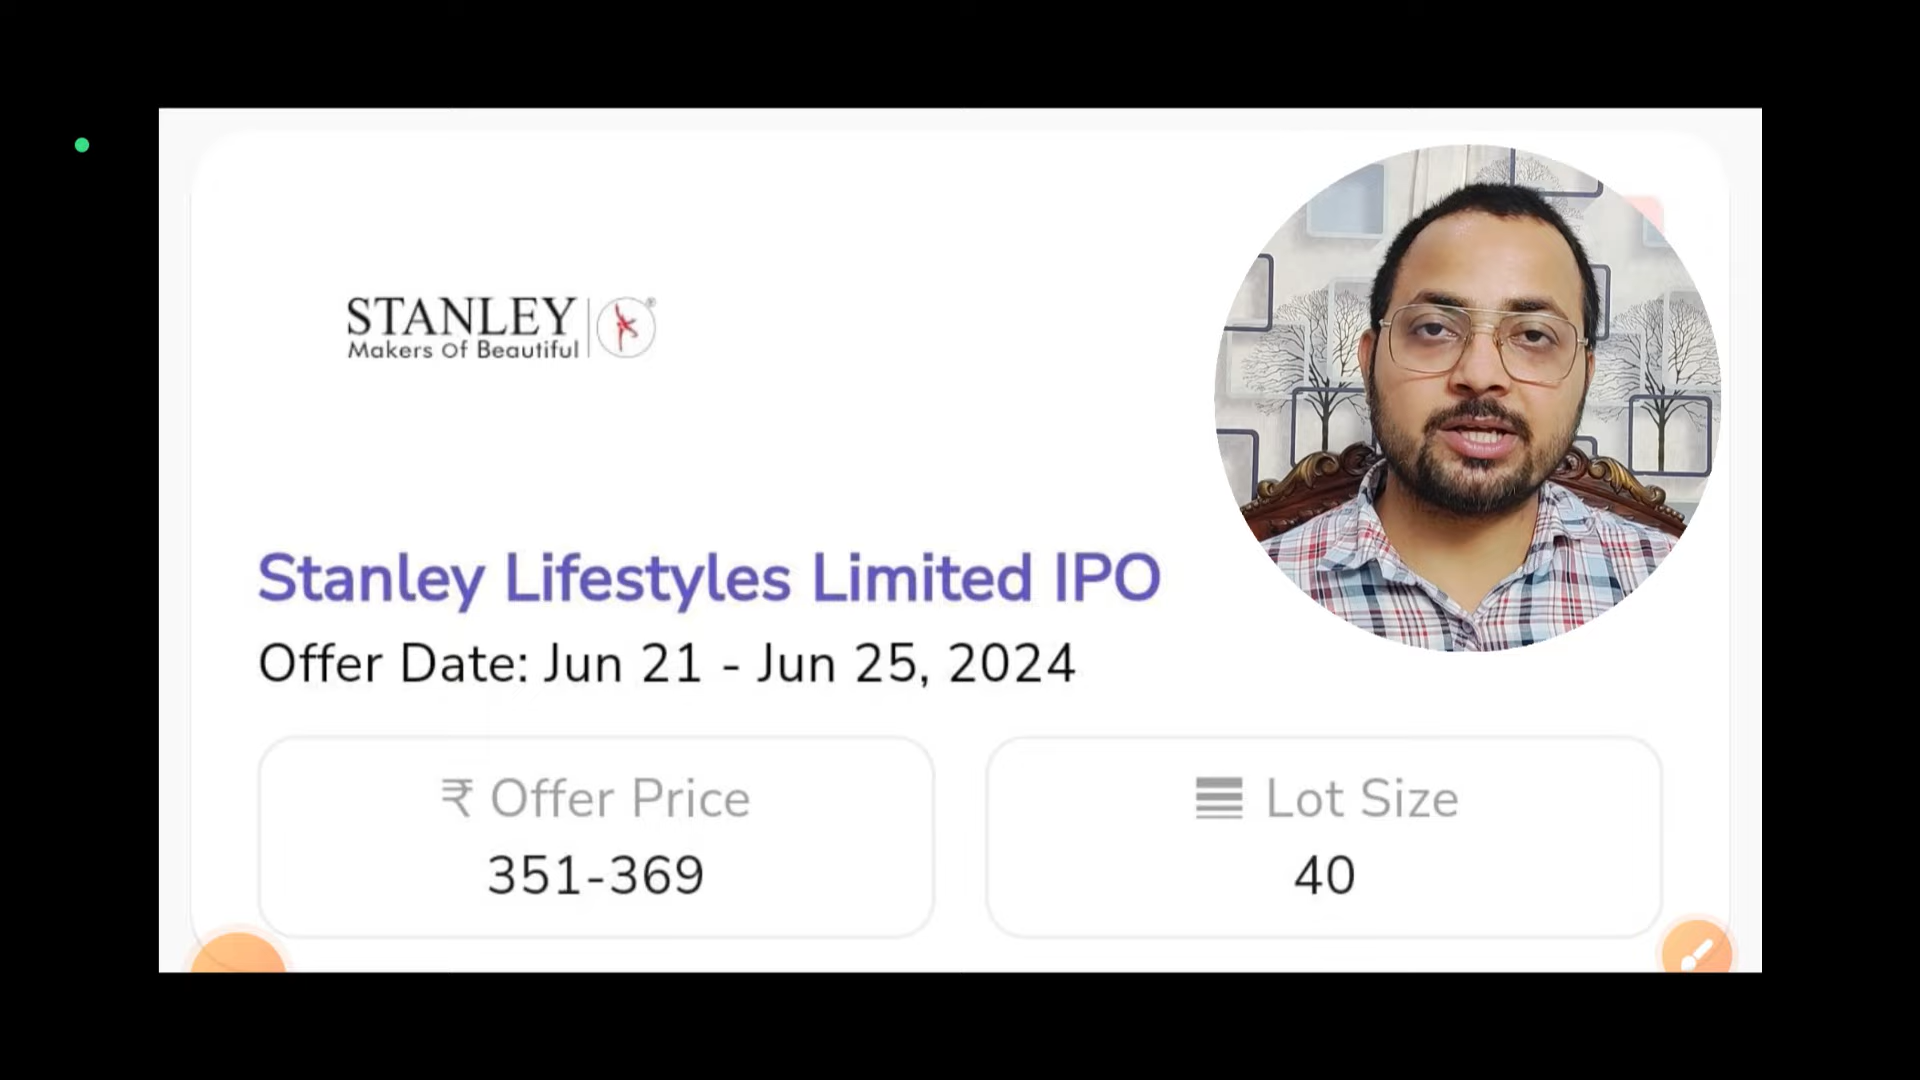 STANLEY
Makers Of Beautiful
Stanley Lifestyles Limited IPO
Offer Date: Jun 21 - Jun 25, 2024
₹ Offer Price
351-369
Lot Size
40